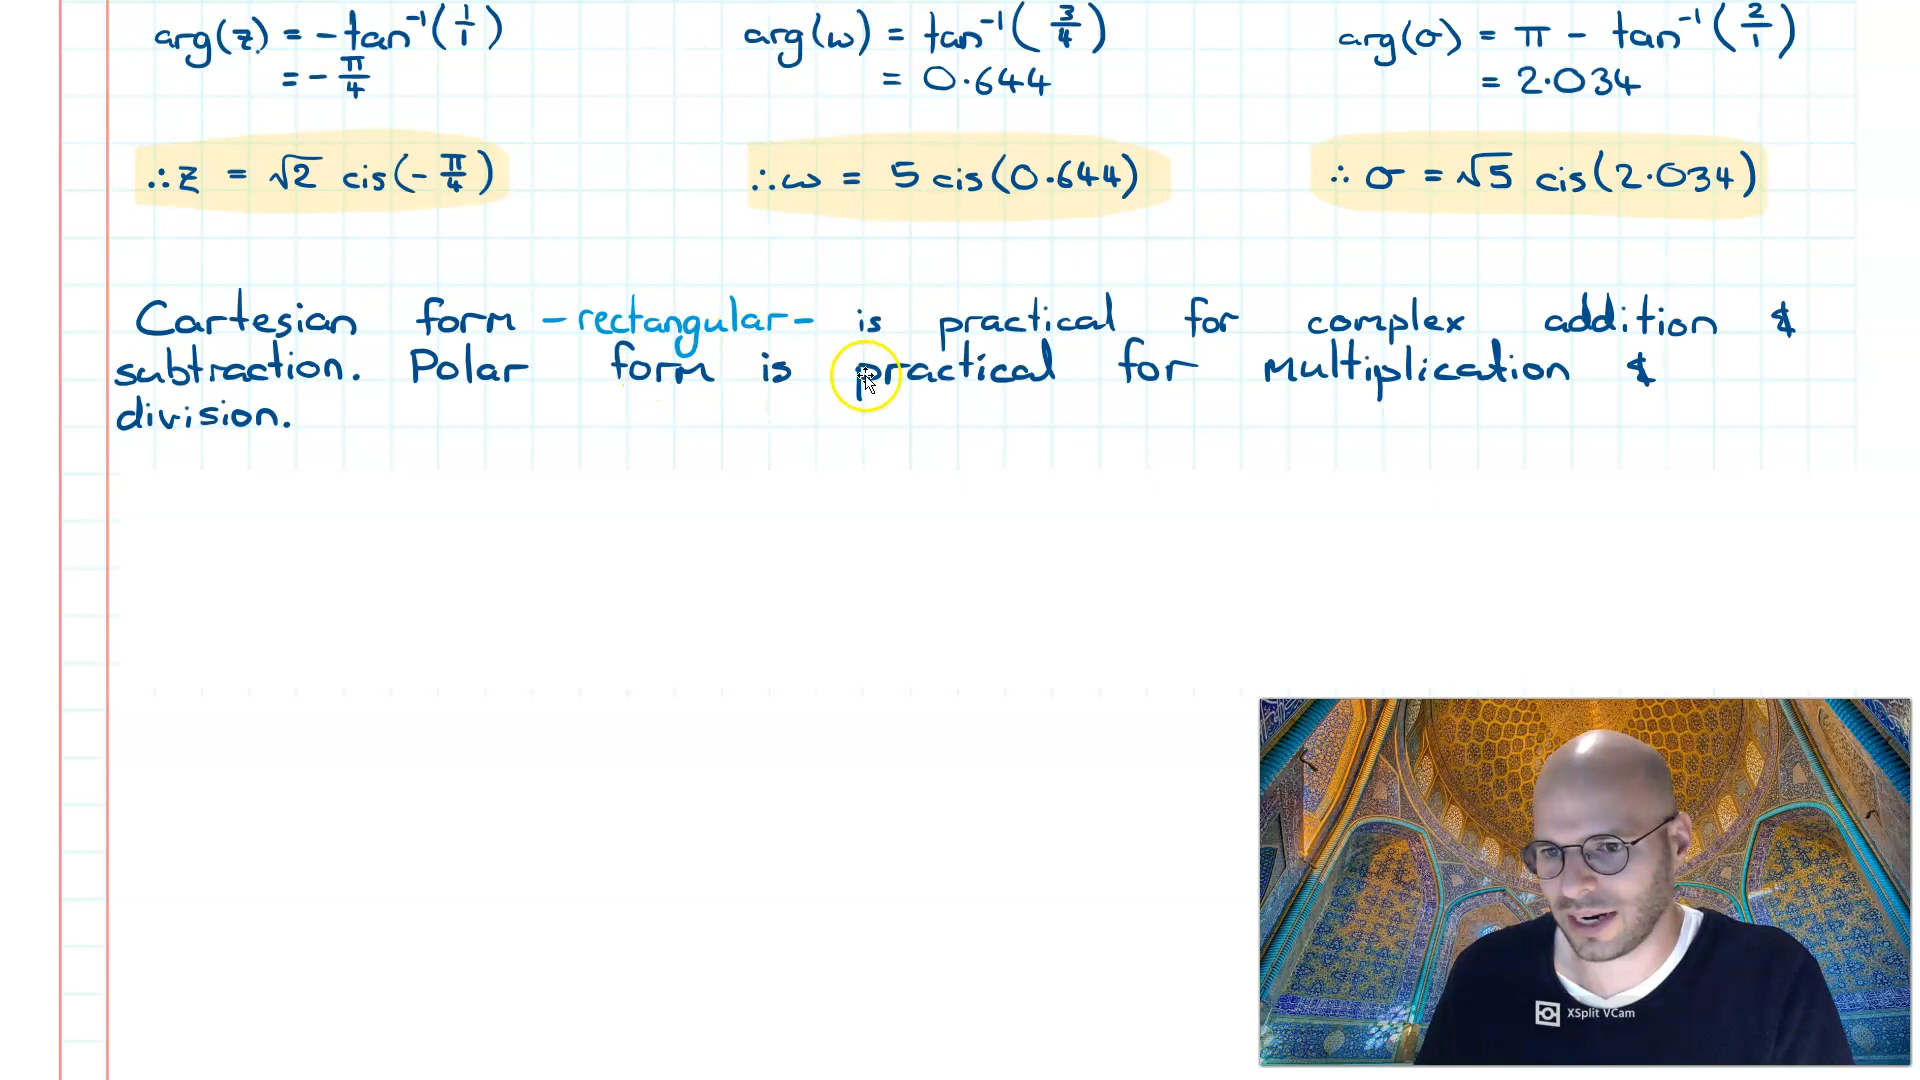 arg(z) = -tan⁻¹(1/1)
= -π/4
arg(w) = tan⁻¹(3/4)
= 0.644
arg(σ) = π - tan⁻¹(2/1)
= 2.034
∴ z = √2 cis(-π/4)
∴ w = 5 cis(0.644)
∴ σ = √5 cis(2.034)
Cartesian form -rectangular- is practical for complex addition &
subtraction. Polar form is practical for multiplication &
division.
XSplit VCam